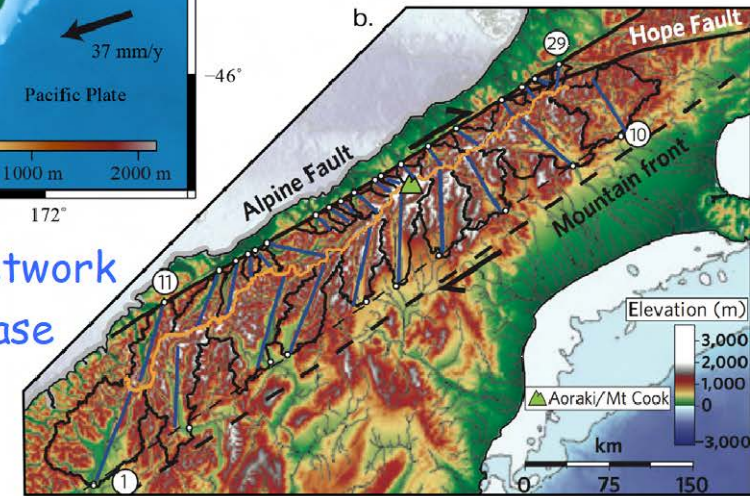 37 mm/y
Pacific Plate
1000 m 2000 m
172°
−46°
twork
ase
b.
29
Hope Fault
10
Alpine Fault
Mountain front
11
1
Elevation (m)
3,000
2,000
1,000
0
−3,000
Aoraki/Mt Cook
km
0 75 150